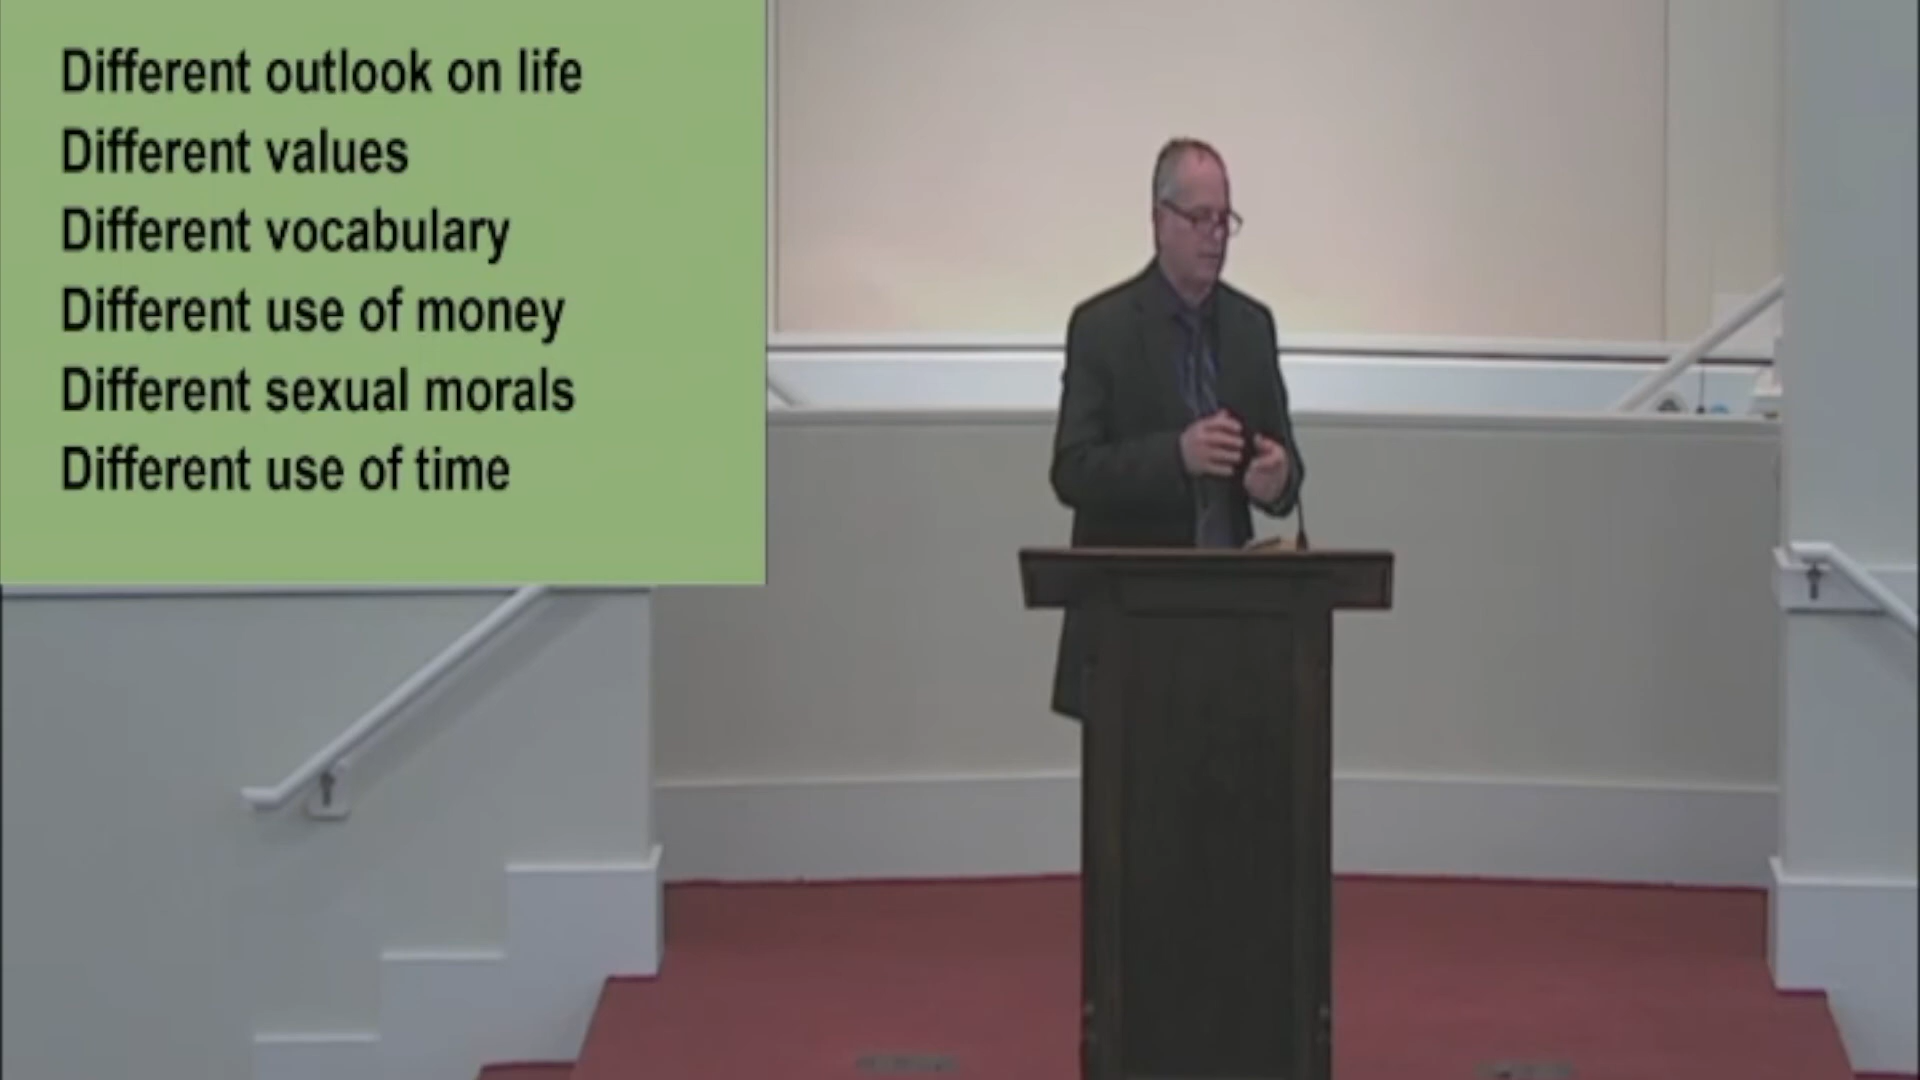 Different outlook on life
Different values
Different vocabulary
Different use of money
Different sexual morals
Different use of time